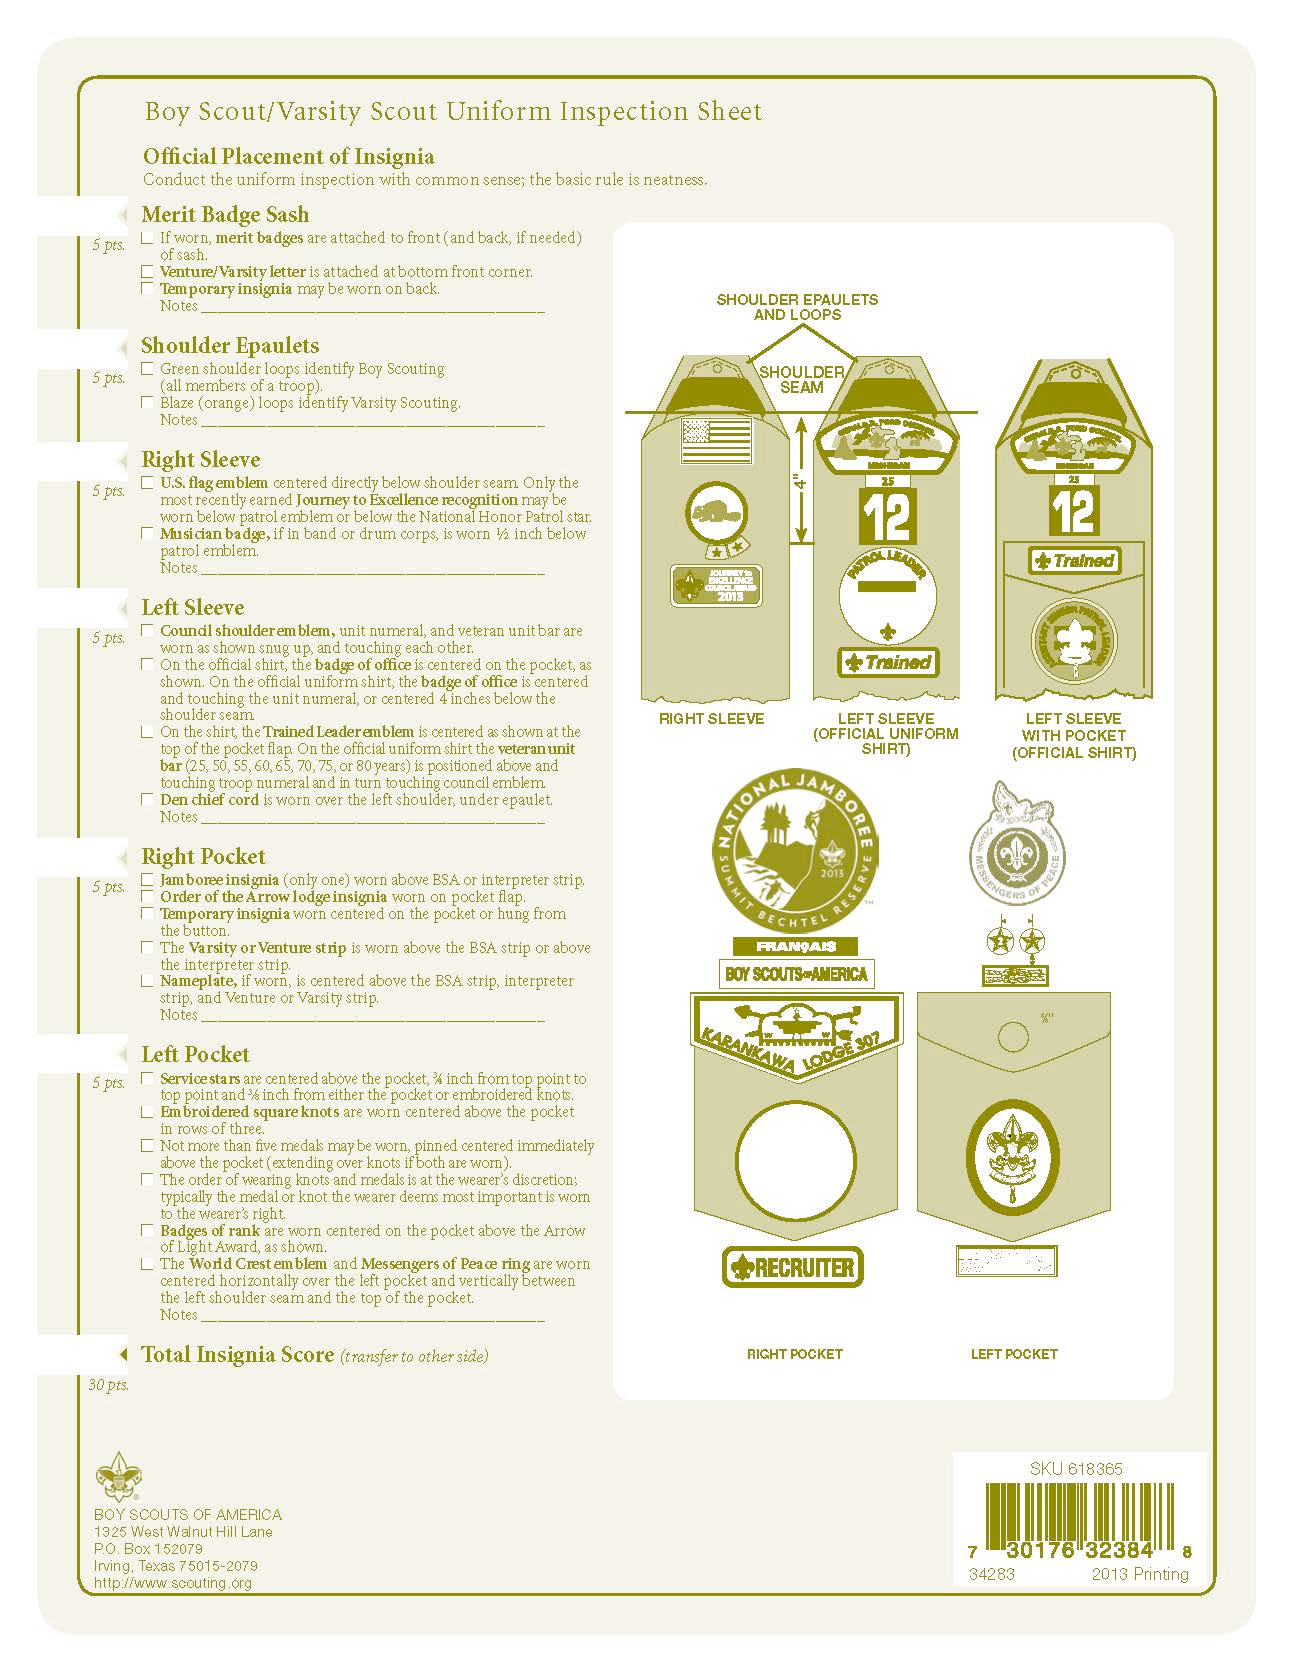 Boy Scout/Varsity Scout Uniform Inspection Sheet
Official Placement of Insignia
Conduct the uniform inspection with common sense; the basic rule is neatness.
Merit Badge Sash
5 pts.
If worn, merit badges are attached to front (and back, if needed)
of sash.
Venture/Varsity letter is attached at bottom front corner.
Temporary insignia may be worn on back.
Notes
Shoulder Epaulets
5 pts.
Green shoulder loops identify Boy Scouting
(all members of a troop).
Blaze (orange) loops identify Varsity Scouting.
Notes
Right Sleeve
5 pts.
U.S. flag emblem centered directly below shoulder seam. Only the
most recently earned Journey to Excellence recognition may be
worn below patrol emblem or below the National Honor Patrol star.
Musician badge, if in band or drum corps, is worn ½ inch below
patrol emblem.
Notes
Left Sleeve
5 pts.
Council shoulder emblem, unit numeral, and veteran unit bar are
worn as shown snug up, and touching each other.
On the official shirt, the badge of office is centered on the pocket, as
shown. On the official uniform shirt, the badge of office is centered
and touching the unit numeral, or centered 4 inches below the
shoulder seam.
On the shirt, the Trained Leader emblem is centered as shown at the
top of the pocket flap. On the official uniform shirt the veteran unit
bar (25, 50, 55, 60, 65, 70, 75, or 80 years) is positioned above and
touching troop numeral and in turn touching council emblem.
Den chief cord is worn over the left shoulder, under epaulet.
Notes
Right Pocket
5 pts.
Jamboree insignia (only one) worn above BSA or interpreter strip.
Order of the Arrow lodge insignia worn on pocket flap.
Temporary insignia worn centered on the pocket or hung from
the button.
The Varsity or Venture strip is worn above the BSA strip or above
the interpreter strip.
Nameplate, if worn, is centered above the BSA strip, interpreter
strip, and Venture or Varsity strip.
Notes
Left Pocket
5 pts.
Service stars are centered above the pocket, ¾ inch from top point to
top point and ⅜ inch from either the pocket or embroidered knots.
Embroidered square knots are worn centered above the pocket
in rows of three.
Not more than five medals may be worn, pinned centered immediately
above the pocket (extending over knots if both are worn).
The order of wearing knots and medals is at the wearer's discretion;
typically the medal or knot the wearer deems most important is worn
to the wearer's right.
Badges of rank are worn centered on the pocket above the Arrow
of Light Award, as shown.
The World Crest emblem and Messengers of Peace ring are worn
centered horizontally over the left pocket and vertically between
the left shoulder seam and the top of the pocket.
Notes
Total Insignia Score (transfer to other side)
30 pts.
SHOULDER EPAULETS
AND LOOPS
SHOULDER
SEAM
4"
GERALD R. FORD COUNCIL
MICHIGAN
25
12
PATROL LEADER
Trained
JOURNEY to
EXCELLENCE
2013
GERALD R. FORD COUNCIL
MICHIGAN
25
12
Trained
ASSISTANT SENIOR PATROL LEADER
RIGHT SLEEVE
LEFT SLEEVE
(OFFICIAL UNIFORM
SHIRT)
LEFT SLEEVE
WITH POCKET
(OFFICIAL SHIRT)
NATIONAL JAMBOREE
2013
SUMMIT BECHTEL RESERVE
™
MESSENGERS OF PEACE
FRANÇAIS
BOY SCOUTS OF AMERICA
KARANKAWA LODGE 307
W W
RECRUITER
RIGHT POCKET
LEFT POCKET
BOY SCOUTS OF AMERICA
1325 West Walnut Hill Lane
P.O. Box 152079
Irving, Texas 75015-2079
http://www.scouting.org
SKU 618365
7 30176 32384 8
34283 2013 Printing